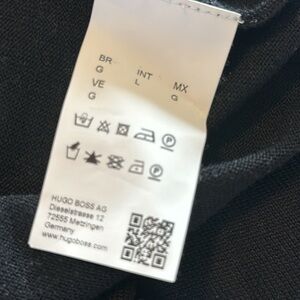 BR INT MX
G L G
VE
G
HUGO BOSS AG
Dieselstrasse 12
72555 Metzingen
Germany
www.hugoboss.com